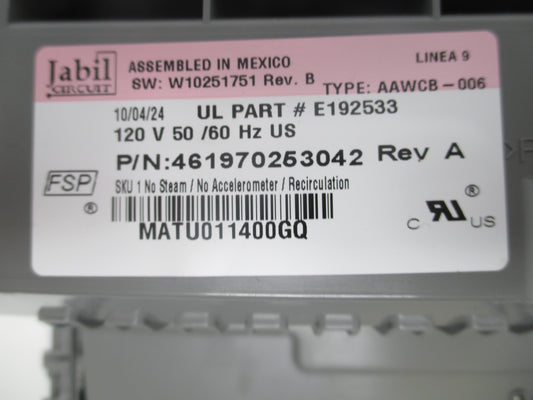 Jabil
CIRCUIT
ASSEMBLED IN MEXICO
LINEA 9
SW: W10251751 Rev. B
TYPE: AAWCB-006
10/04/24 UL PART # E192533
120 V 50 /60 Hz US
P/N:461970253042 Rev A
FSP®
SKU 1 No Steam / No Accelerometer / Recirculation
MATU011400GQ
C RU® US
>P